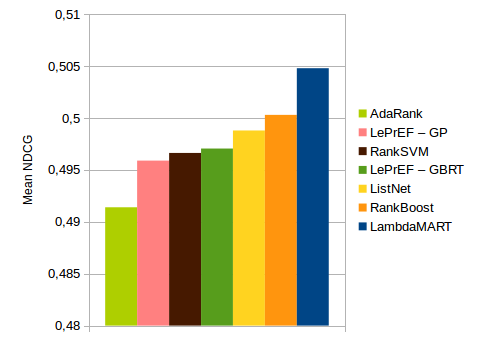 0,51
0,505
0,5
0,495
0,49
0,485
0,48
Mean NDCG
AdaRank
LePrEF – GP
RankSVM
LePrEF – GBRT
ListNet
RankBoost
LambdaMART